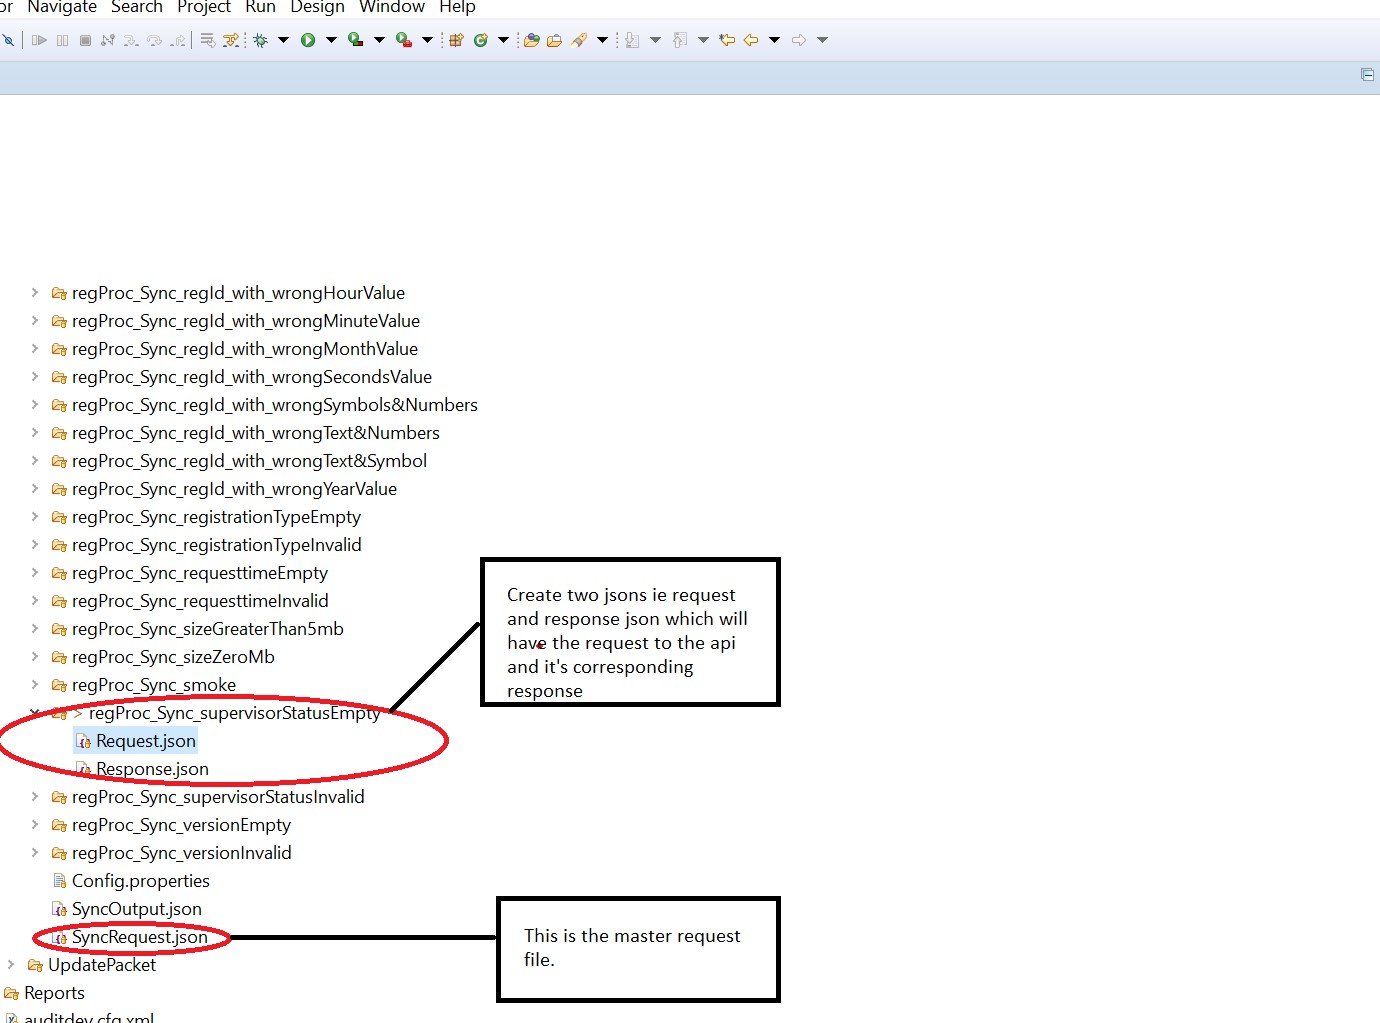 or Navigate Search Project Run Design Window Help
regProc_Sync_regId_with_wrongHourValue
regProc_Sync_regId_with_wrongMinuteValue
regProc_Sync_regId_with_wrongMonthValue
regProc_Sync_regId_with_wrongSecondsValue
regProc_Sync_regId_with_wrongSymbols&Numbers
regProc_Sync_regId_with_wrongText&Numbers
regProc_Sync_regId_with_wrongText&Symbol
regProc_Sync_regId_with_wrongYearValue
regProc_Sync_registrationTypeEmpty
regProc_Sync_registrationTypeInvalid
regProc_Sync_requesttimeEmpty
regProc_Sync_requesttimeInvalid
regProc_Sync_sizeGreaterThan5mb
regProc_Sync_sizeZeroMb
regProc_Sync_smoke
> regProc_Sync_supervisorStatusEmpty
Request.json
Response.json
regProc_Sync_supervisorStatusInvalid
regProc_Sync_versionEmpty
regProc_Sync_versionInvalid
Config.properties
SyncOutput.json
SyncRequest.json
UpdatePacket
Reports
auditdev.cfg.xml
Create two jsons ie request
and response json which will
have the request to the api
and it's corresponding
response
This is the master request
file.